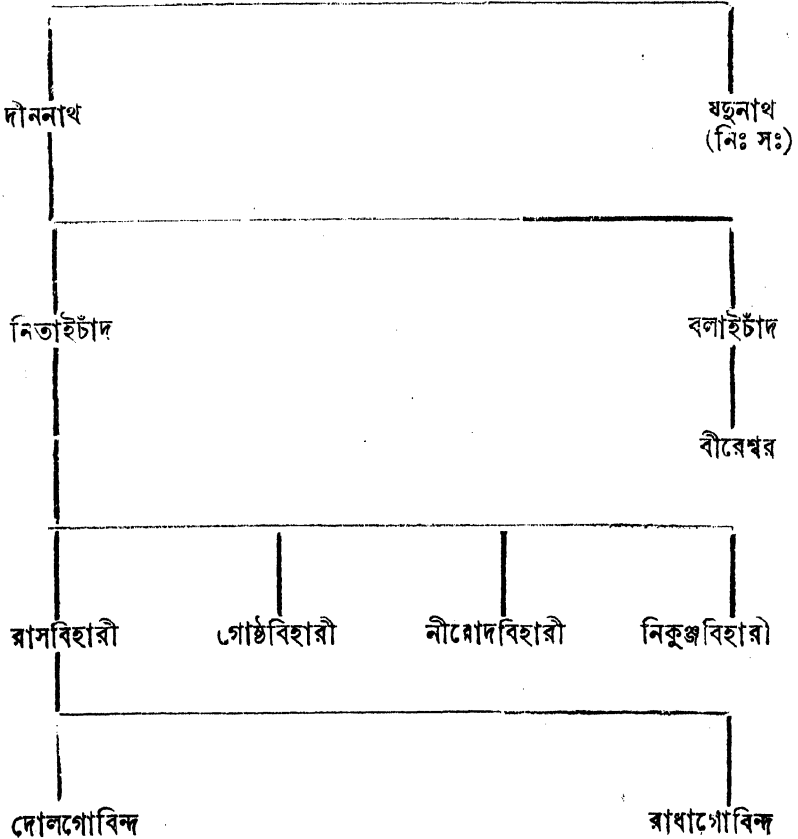 দীননাথ যদুনাথ
(নিঃ সঃ)
নিতাইচাঁদ বলাইচাঁদ
বীরেশ্বর
রাসবিহারী গোষ্ঠবিহারী নীরোদবিহারী নিকুঞ্জবিহারী
দোলগোবিন্দ রাধাগোবিন্দ